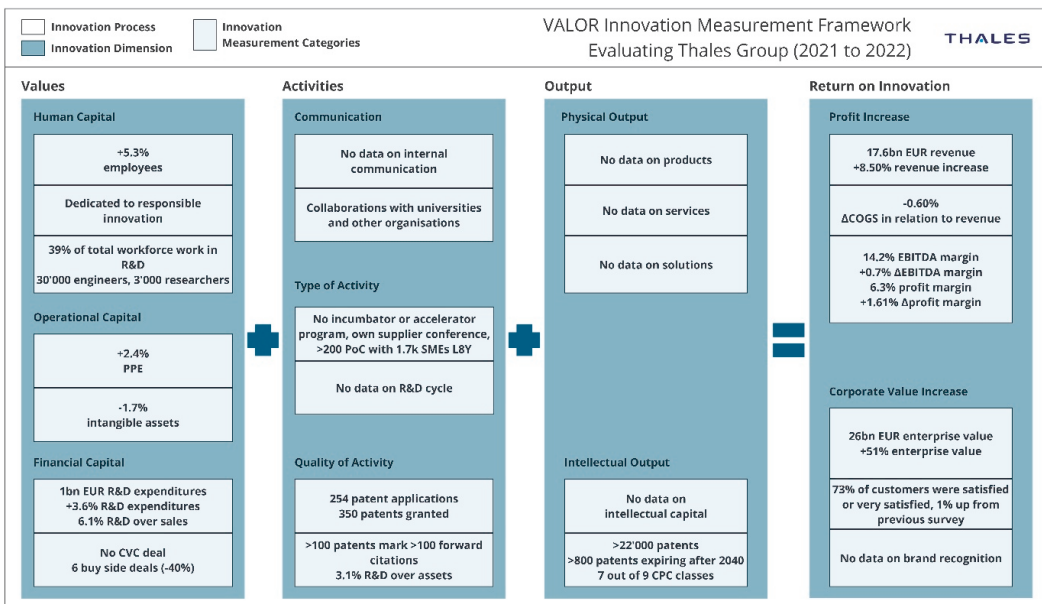 Innovation Process
Innovation Dimension
Innovation
Measurement Categories
VALOR Innovation Measurement Framework
Evaluating Thales Group (2021 to 2022)
THALES
Values
Human Capital
+5.3%
employees
Dedicated to responsible
innovation
39% of total workforce work in
R&D
30'000 engineers, 3'000 researchers
Operational Capital
+2.4%
PPE
-1.7%
intangible assets
Financial Capital
1bn EUR R&D expenditures
+3.6% R&D expenditures
6.1% R&D over sales
No CVC deal
6 buy side deals (-40%)
Activities
Communication
No data on internal
communication
Collaborations with universities
and other organisations
Type of Activity
No incubator or accelerator
program, own supplier conference,
>200 PoC with 1.7k SMEs L8Y
No data on R&D cycle
Quality of Activity
254 patent applications
350 patents granted
>100 patents mark >100 forward
citations
3.1% R&D over assets
Output
Physical Output
No data on products
No data on services
No data on solutions
Intellectual Output
No data on
intellectual capital
>22'000 patents
>800 patents expiring after 2040
7 out of 9 CPC classes
Return on Innovation
Profit Increase
17.6bn EUR revenue
+8.50% revenue increase
-0.60%
ΔCOGS in relation to revenue
14.2% EBITDA margin
+0.7% ΔEBITDA margin
6.3% profit margin
+1.61% Δprofit margin
Corporate Value Increase
26bn EUR enterprise value
+51% enterprise value
73% of customers were satisfied
or very satisfied, 1% up from
previous survey
No data on brand recognition